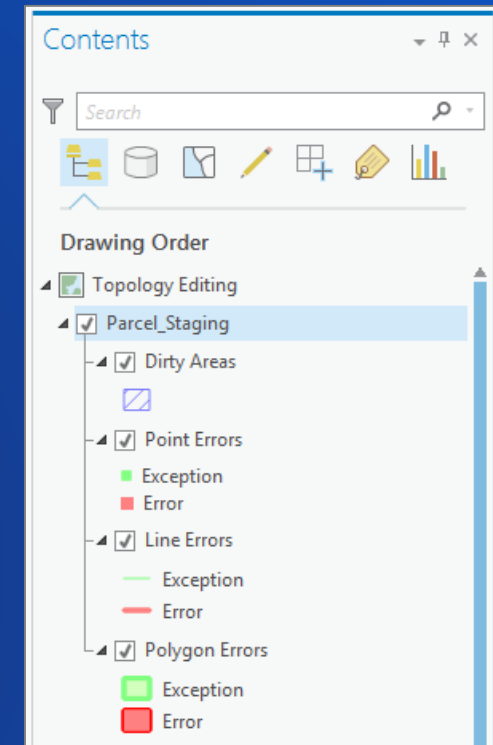 Contents
Search
Drawing Order
Topology Editing
Parcel_Staging
Dirty Areas
Point Errors
Exception
Error
Line Errors
Exception
Error
Polygon Errors
Exception
Error